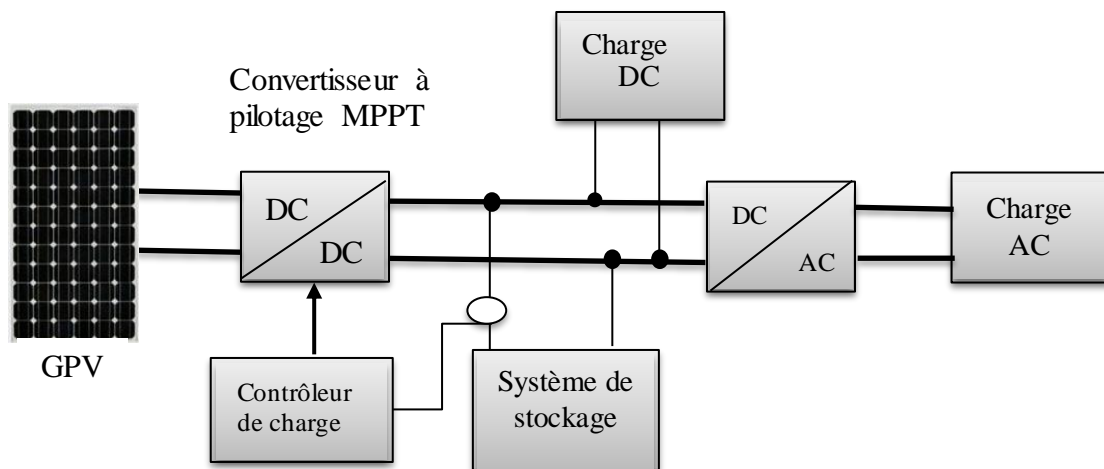 Charge
DC
Convertisseur à
pilotage MPPT
DC
DC
DC
AC
Charge
AC
GPV
Contrôleur
de charge
Système de
stockage